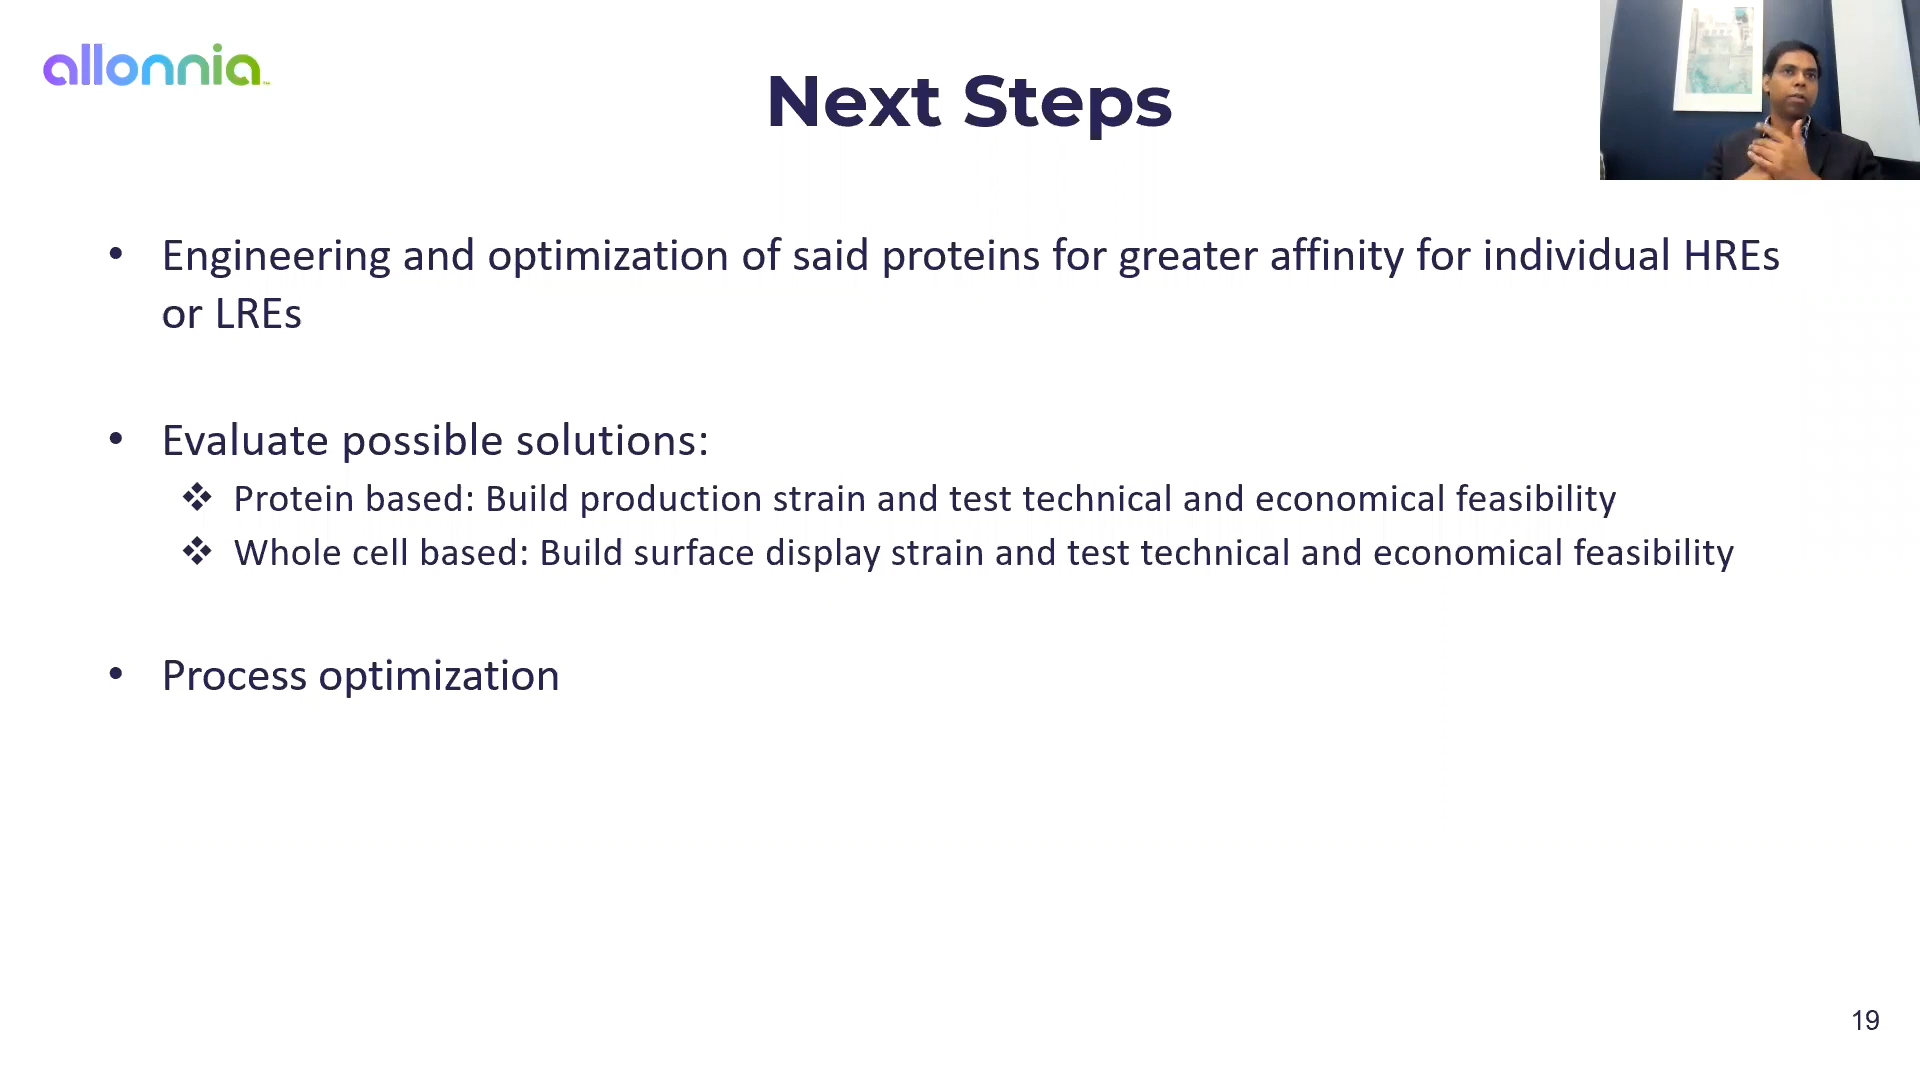 allonnia
Next Steps
• Engineering and optimization of said proteins for greater affinity for individual HREs
or LREs
• Evaluate possible solutions:
❖ Protein based: Build production strain and test technical and economical feasibility
❖ Whole cell based: Build surface display strain and test technical and economical feasibility
• Process optimization
19